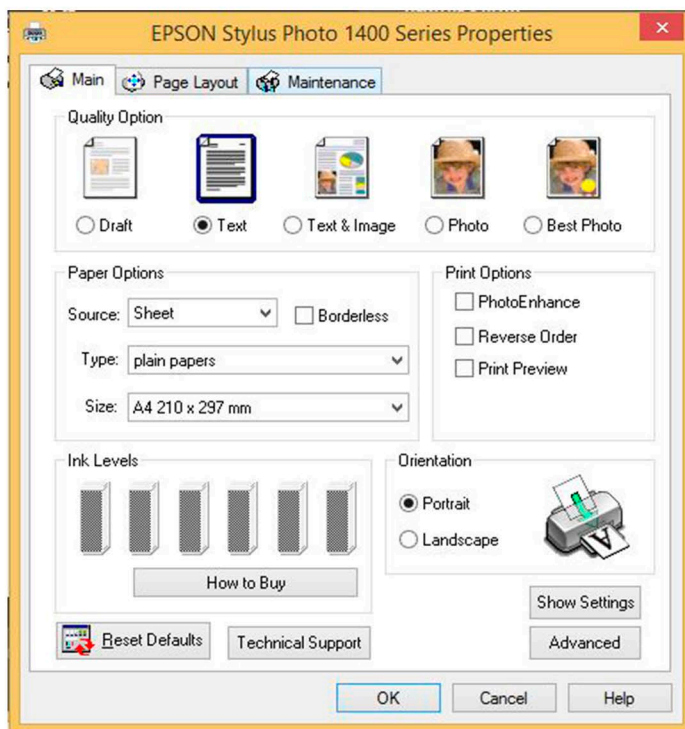 EPSON Stylus Photo 1400 Series Properties
Main Page Layout Maintenance
Quality Option
Draft Text Text & Image Photo Best Photo
Paper Options
Source: Sheet Borderless
Type: plain papers
Size: A4 210 x 297 mm
Print Options
PhotoEnhance
Reverse Order
Print Preview
Ink Levels
How to Buy
Orientation
Portrait
Landscape
A
Show Settings
Reset Defaults Technical Support Advanced
OK Cancel Help